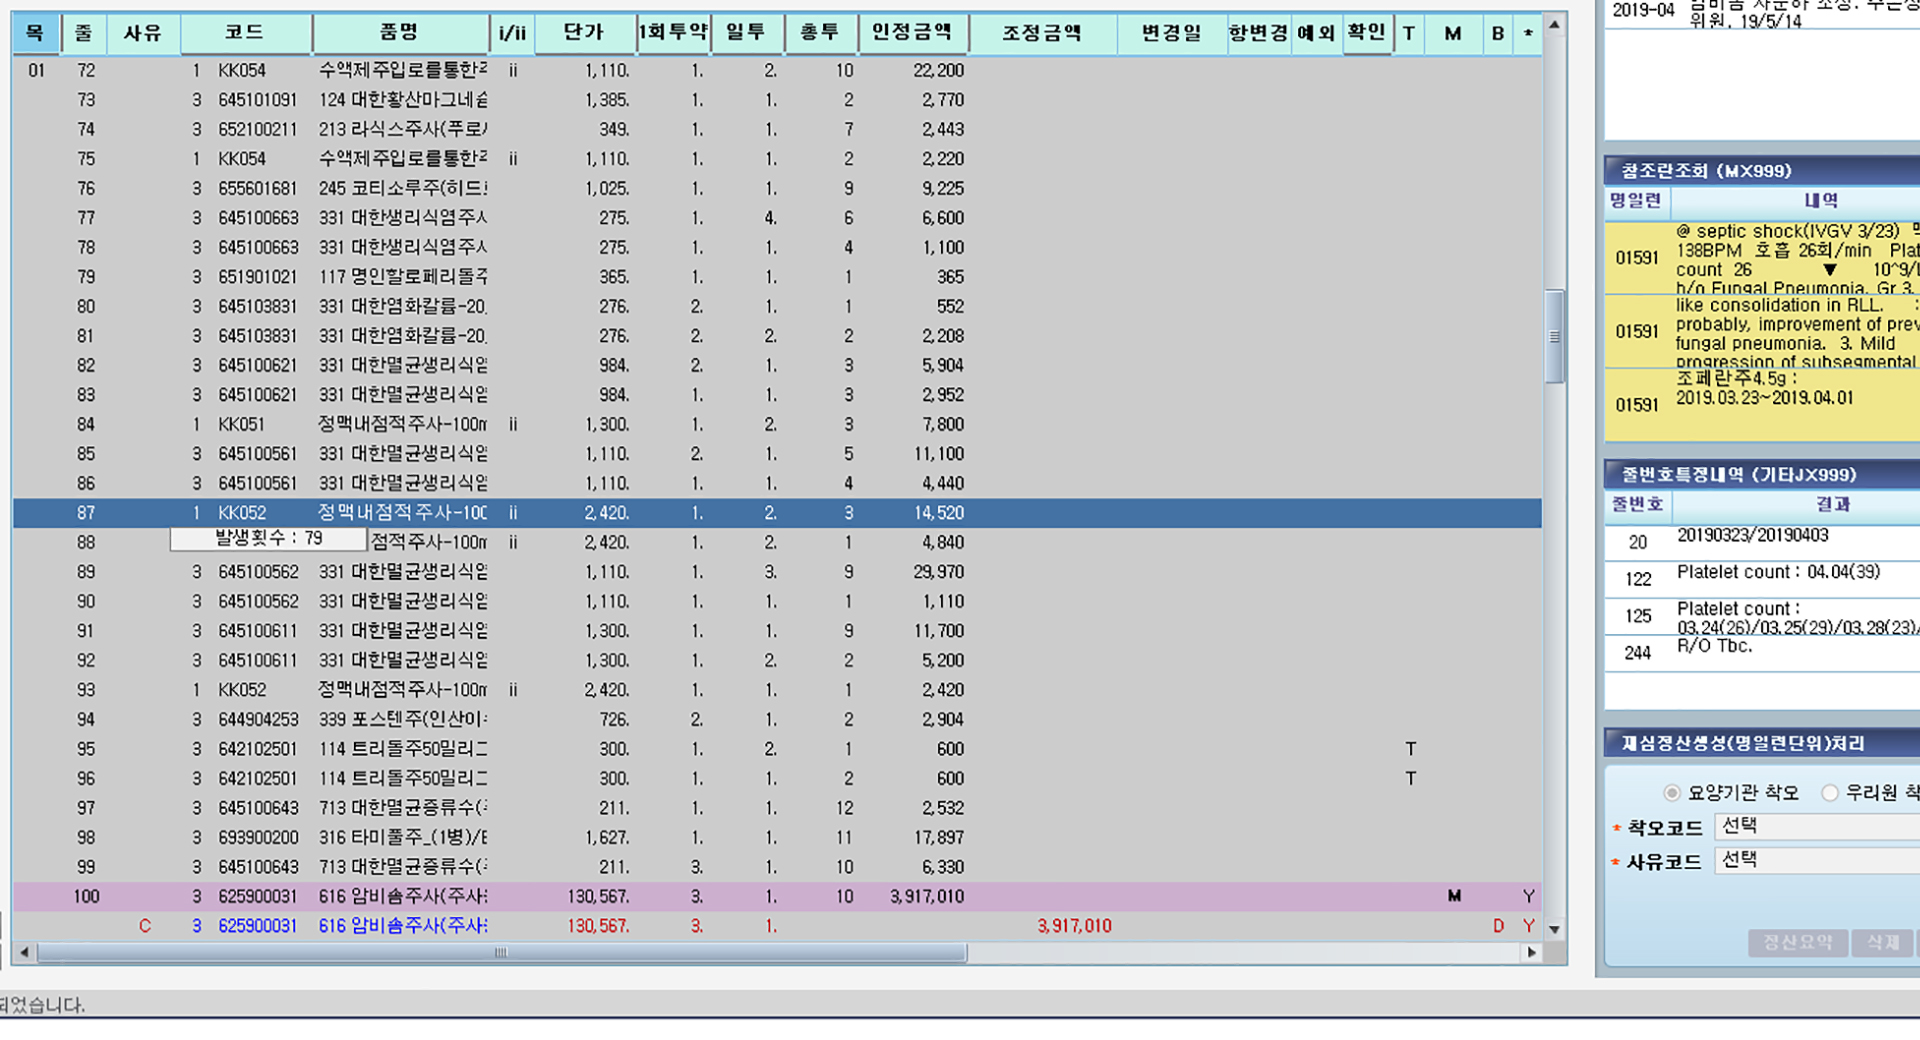 목 줄 사유 코드 품명 i/ii 단가 1회투약 일투 총투 인정금액 조정금액 변경일 항변경 예외 확인 T M B *
01 72 1 KK054 수액제주입로를통한주 ii 1,110. 1. 2. 10 22,200
73 3 645101091 124 대한황산마그네슘 1,385. 1. 1. 2 2,770
74 3 652100211 213 라식스주사(푸로 349. 1. 1. 7 2,443
75 1 KK054 수액제주입로를통한주 ii 1,110. 1. 1. 2 2,220
76 3 655601681 245 코티소루주(히드 1,025. 1. 1. 9 9,225
77 3 645100663 331 대한생리식염주사 275. 1. 4. 6 6,600
78 3 645100663 331 대한생리식염주사 275. 1. 1. 4 1,100
79 3 651901021 117 명인할로페리돌주 365. 1. 1. 1 365
80 3 645103831 331 대한염화칼륨-20 276. 2. 1. 1 552
81 3 645103831 331 대한염화칼륨-20 276. 2. 2. 2 2,208
82 3 645100621 331 대한멸균생리식염 984. 2. 1. 3 5,904
83 3 645100621 331 대한멸균생리식염 984. 1. 1. 3 2,952
84 1 KK051 정맥내점적주사-100m ii 1,300. 1. 2. 3 7,800
85 3 645100561 331 대한멸균생리식염 1,110. 2. 1. 5 11,100
86 3 645100561 331 대한멸균생리식염 1,110. 1. 1. 4 4,440
87 1 KK052 정맥내점적주사-100 ii 2,420. 1. 2. 3 14,520
발생횟수 : 79
88 점적주사-100m ii 2,420. 1. 2. 1 4,840
89 3 645100562 331 대한멸균생리식염 1,110. 1. 3. 9 29,970
90 3 645100562 331 대한멸균생리식염 1,110. 1. 1. 1 1,110
91 3 645100611 331 대한멸균생리식염 1,300. 1. 1. 9 11,700
92 3 645100611 331 대한멸균생리식염 1,300. 1. 2. 2 5,200
93 1 KK052 정맥내점적주사-100m ii 2,420. 1. 1. 1 2,420
94 3 644904253 339 포스텐주(인산이 726. 2. 1. 2 2,904
95 3 642102501 114 트리돌주50밀리그 300. 1. 2. 1 600 T
96 3 642102501 114 트리돌주50밀리그 300. 1. 1. 2 600 T
97 3 645100643 713 대한멸균증류수( 211. 1. 1. 12 2,532
98 3 693900200 316 타미풀주_(1병)/ 1,627. 1. 1. 11 17,897
99 3 645100643 713 대한멸균증류수( 211. 3. 1. 10 6,330
100 3 625900031 616 암비솜주사(주사 130,567. 3. 1. 10 3,917,010 M Y
C 3 625900031 616 암비솜주사(주사 130,567. 3. 1. 3,917,010 D Y
되었습니다.
2019-04 암비솜 사문하 조정.
위원, 19/5/14
참조란조회 (MX999)
명일련 내역
01591 @ septic shock(IVGV 3/23)
138BPM 호흡 26회/min Plat
count 26 ▼ 10^9/L
h/o Fungal Pneumonia. Gr 3.
01591 like consolidation in RLL. :
probably, improvement of prev
fungal pneumonia. 3. Mild
progression of subsegmental
01591 조페란주4.5g :
2019.03.23~2019.04.01
줄번호특정내역 (기타JX999)
줄번호 결과
20 20190323/20190403
122 Platelet count : 04.04(39)
125 Platelet count :
03.24(26)/03.25(29)/03.28(23)/
244 R/O Tbc.
재심정산생성(명일련단위)처리
요양기관 착오 우리원 착
* 착오코드 선택
* 사유코드 선택
정산요약 삭제